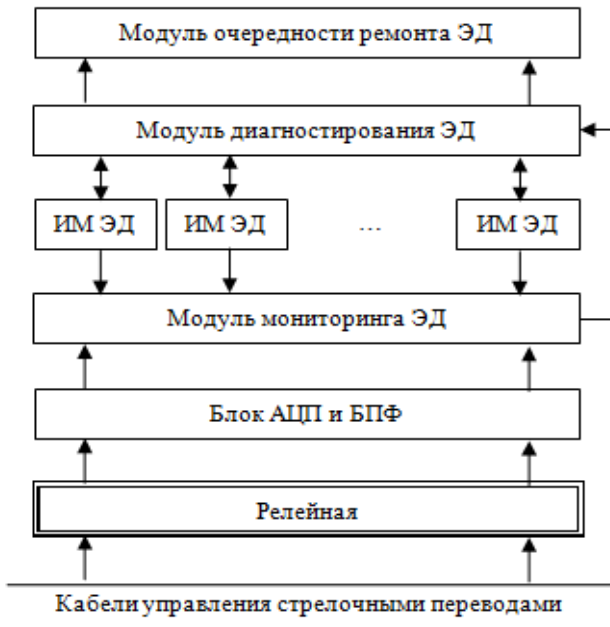 Модуль очередности ремонта ЭД
Модуль диагностирования ЭД
ИМ ЭД ИМ ЭД ... ИМ ЭД
Модуль мониторинга ЭД
Блок АЦП и БПФ
Релейная
Кабели управления стрелочными переводами